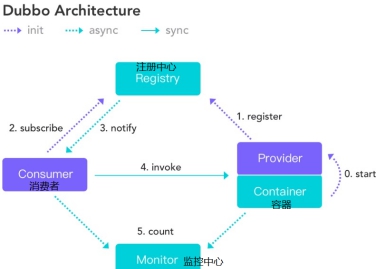 Dubbo Architecture
init async sync
注册中心
Registry
1. register
2. subscribe 3. notify
Consumer
消费者
4. invoke
Provider
Container
容器
0. start
5. count
Monitor 监控中心